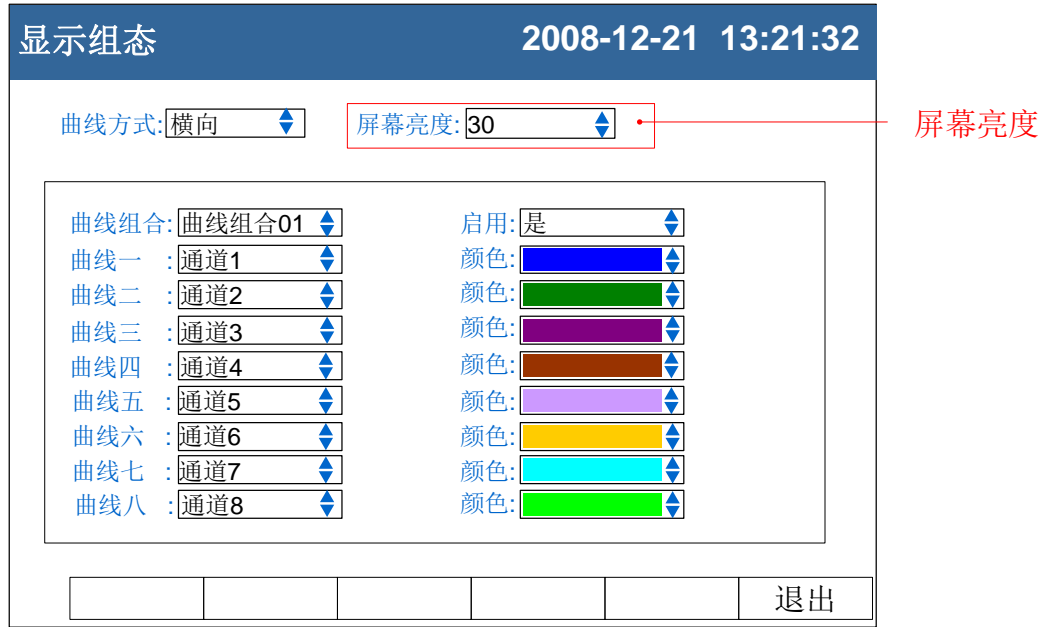 显示组态 2008-12-21 13:21:32
曲线方式: 横向 屏幕亮度: 30 屏幕亮度
曲线组合: 曲线组合01 启用: 是
曲线一 : 通道1 颜色:
曲线二 : 通道2 颜色:
曲线三 : 通道3 颜色:
曲线四 : 通道4 颜色:
曲线五 : 通道5 颜色:
曲线六 : 通道6 颜色:
曲线七 : 通道7 颜色:
曲线八 : 通道8 颜色:
退出